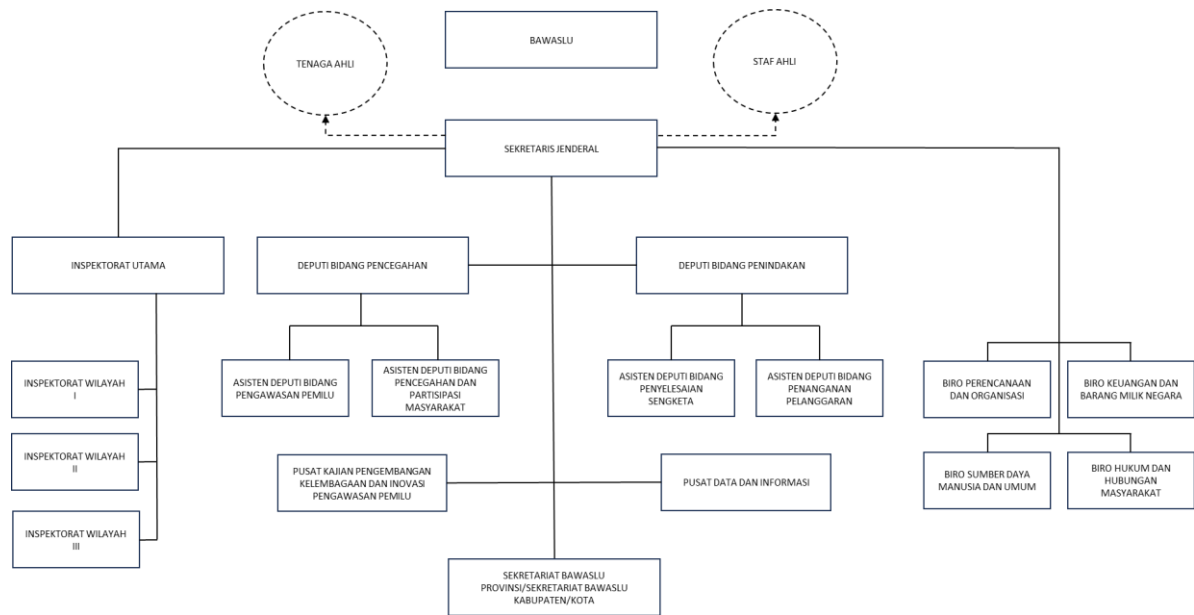 BAWASLU
TENAGA AHLI
STAF AHLI
SEKRETARIS JENDERAL
INSPEKTORAT UTAMA
DEPUTI BIDANG PENCEGAHAN
DEPUTI BIDANG PENINDAKAN
INSPEKTORAT WILAYAH
I
INSPEKTORAT WILAYAH
II
INSPEKTORAT WILAYAH
III
ASISTEN DEPUTI BIDANG
PENGAWASAN PEMILU
ASISTEN DEPUTI BIDANG
PENCEGAHAN DAN
PARTISIPASI
MASYARAKAT
ASISTEN DEPUTI BIDANG
PENYELESAIAN
SENGKETA
ASISTEN DEPUTI BIDANG
PENANGANAN
PELANGGARAN
BIRO PERENCANAAN
DAN ORGANISASI
BIRO KEUANGAN DAN
BARANG MILIK NEGARA
BIRO SUMBER DAYA
MANUSIA DAN UMUM
BIRO HUKUM DAN
HUBUNGAN
MASYARAKAT
PUSAT KAJIAN PENGEMBANGAN
KELEMBAGAAN DAN INOVASI
PENGAWASAN PEMILU
PUSAT DATA DAN INFORMASI
SEKRETARIAT BAWASLU
PROVINSI/SEKRETARIAT BAWASLU
KABUPATEN/KOTA